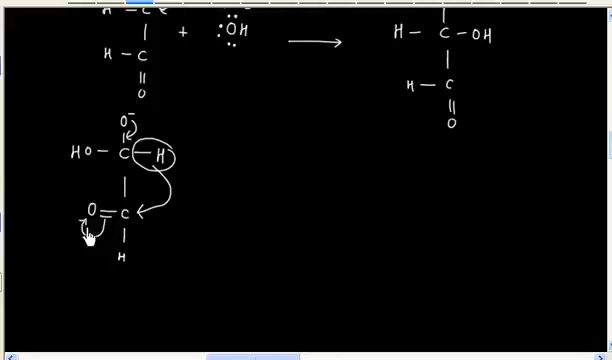 H – C
H – C + :ÖH ⟶ H – C – OH
O H – C
O⁻ O
HO – C – H
O = C
H